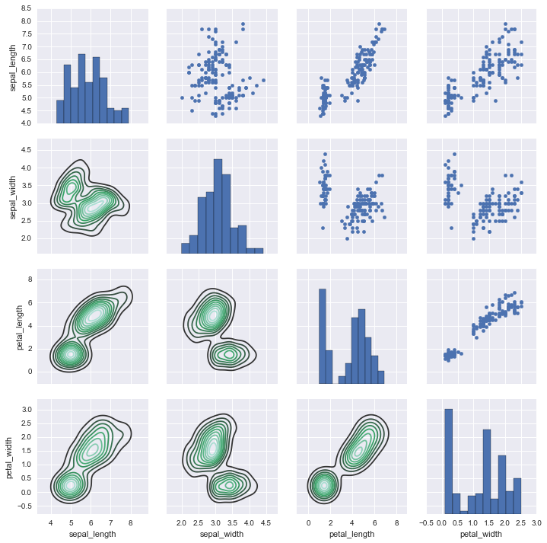 8.5
8.0
7.5
7.0
6.5
6.0
5.5
5.0
4.5
4.0
sepal_length
4.5
4.0
3.5
3.0
2.5
2.0
sepal_width
8
6
4
2
0
petal_length
3.0
2.5
2.0
1.5
1.0
0.5
0.0
−0.5
petal_width
4 5 6 7 8
sepal_length
2.0 2.5 3.0 3.5 4.0 4.5
sepal_width
0 2 4 6 8
petal_length
−0.5 0.0 0.5 1.0 1.5 2.0 2.5 3.0
petal_width